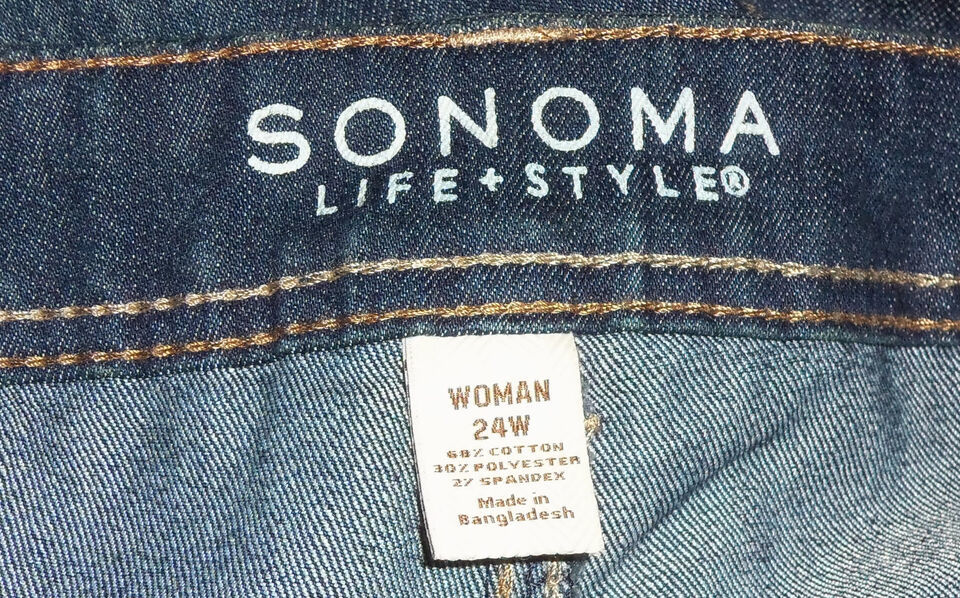 SONOMA
LIFE+STYLE®
WOMAN
24W
68% COTTON
30% POLYESTER
2% SPANDEX
Made in
Bangladesh